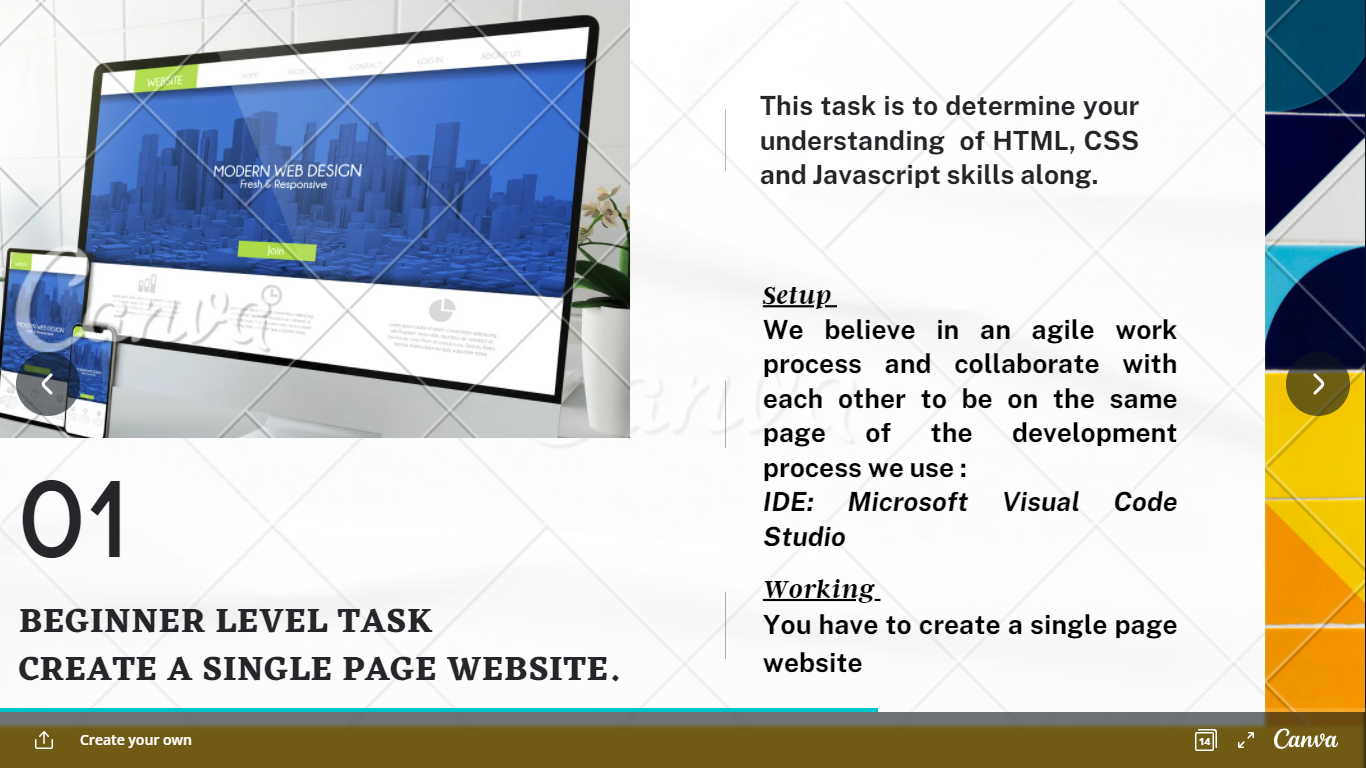 WEBSITE
HOME
PROJECTS
CONTACT
LOG IN
ABOUT US
MODERN WEB DESIGN
Fresh & Responsive
Join
MODERN WEB DESIGN
Canva
Canva
This task is to determine your
understanding of HTML, CSS
and Javascript skills along.
Setup
We believe in an agile work
process and collaborate with
each other to be on the same
page of the development
process we use :
IDE: Microsoft Visual Code
Studio
Working
You have to create a single page
website
01
BEGINNER LEVEL TASK
CREATE A SINGLE PAGE WEBSITE.
Create your own
14
Canva